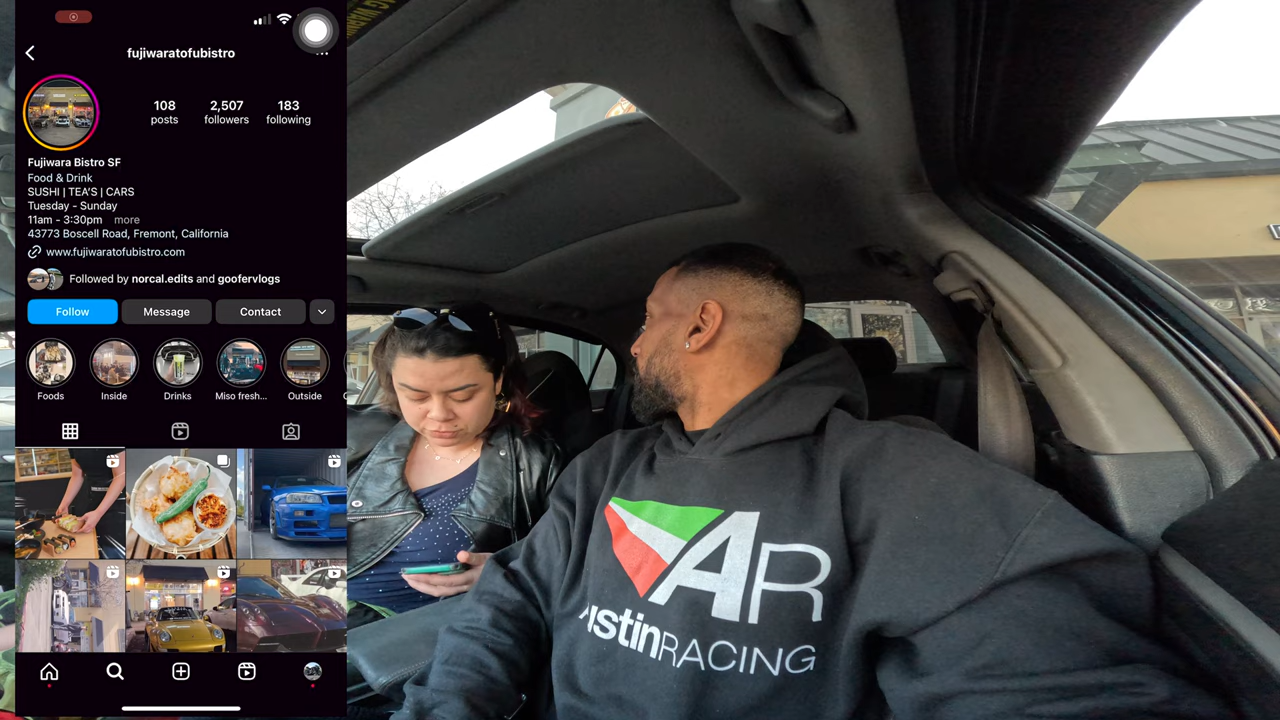 fujiwaratofubistro
108
posts
2,507
followers
183
following
Fujiwara Bistro SF
Food & Drink
SUSHI | TEA'S | CARS
Tuesday - Sunday
11am - 3:30pm more
43773 Boscell Road, Fremont, California
www.fujiwaratofubistro.com
Followed by norcal.edits and goofervlogs
Follow
Message
Contact
Foods
Inside
Drinks
Miso fresh...
Outside
AR
stin RACING